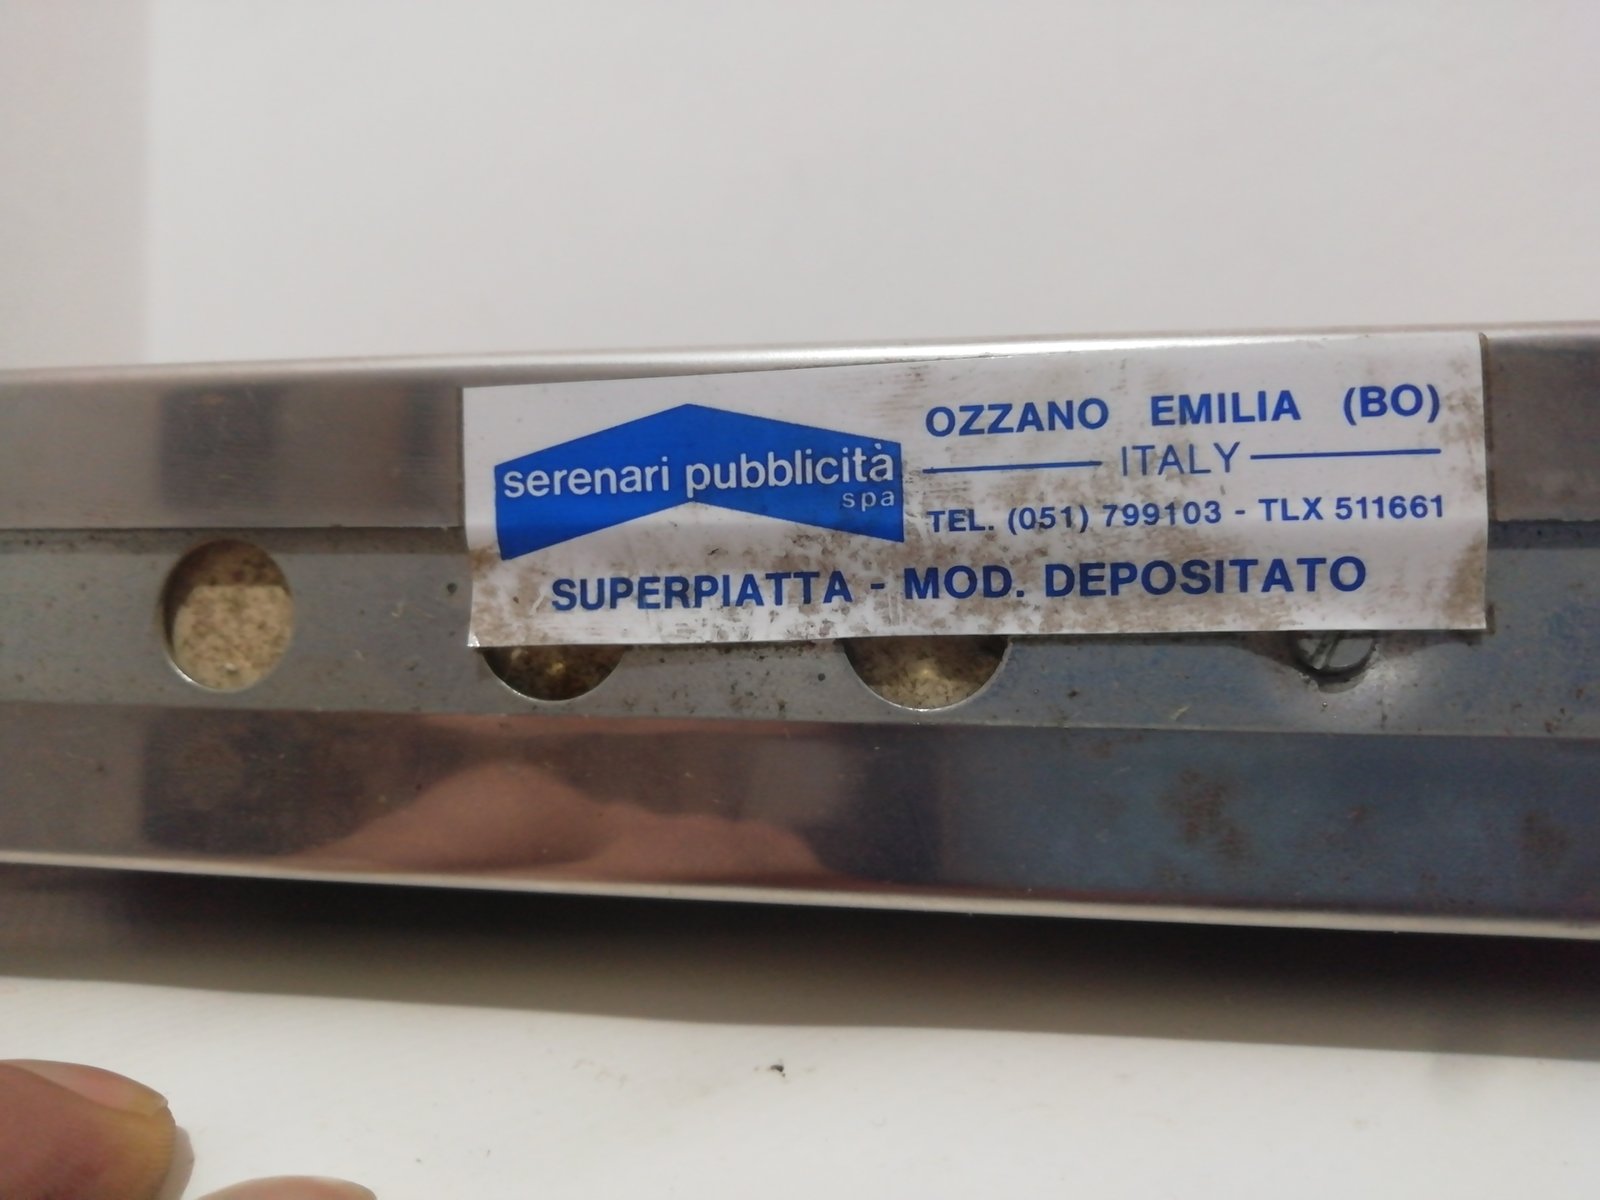 serenari pubblicità
spa
OZZANO EMILIA (BO)
ITALY
TEL. (051) 799103 - TLX 511661
SUPERPIATTA - MOD. DEPOSITATO